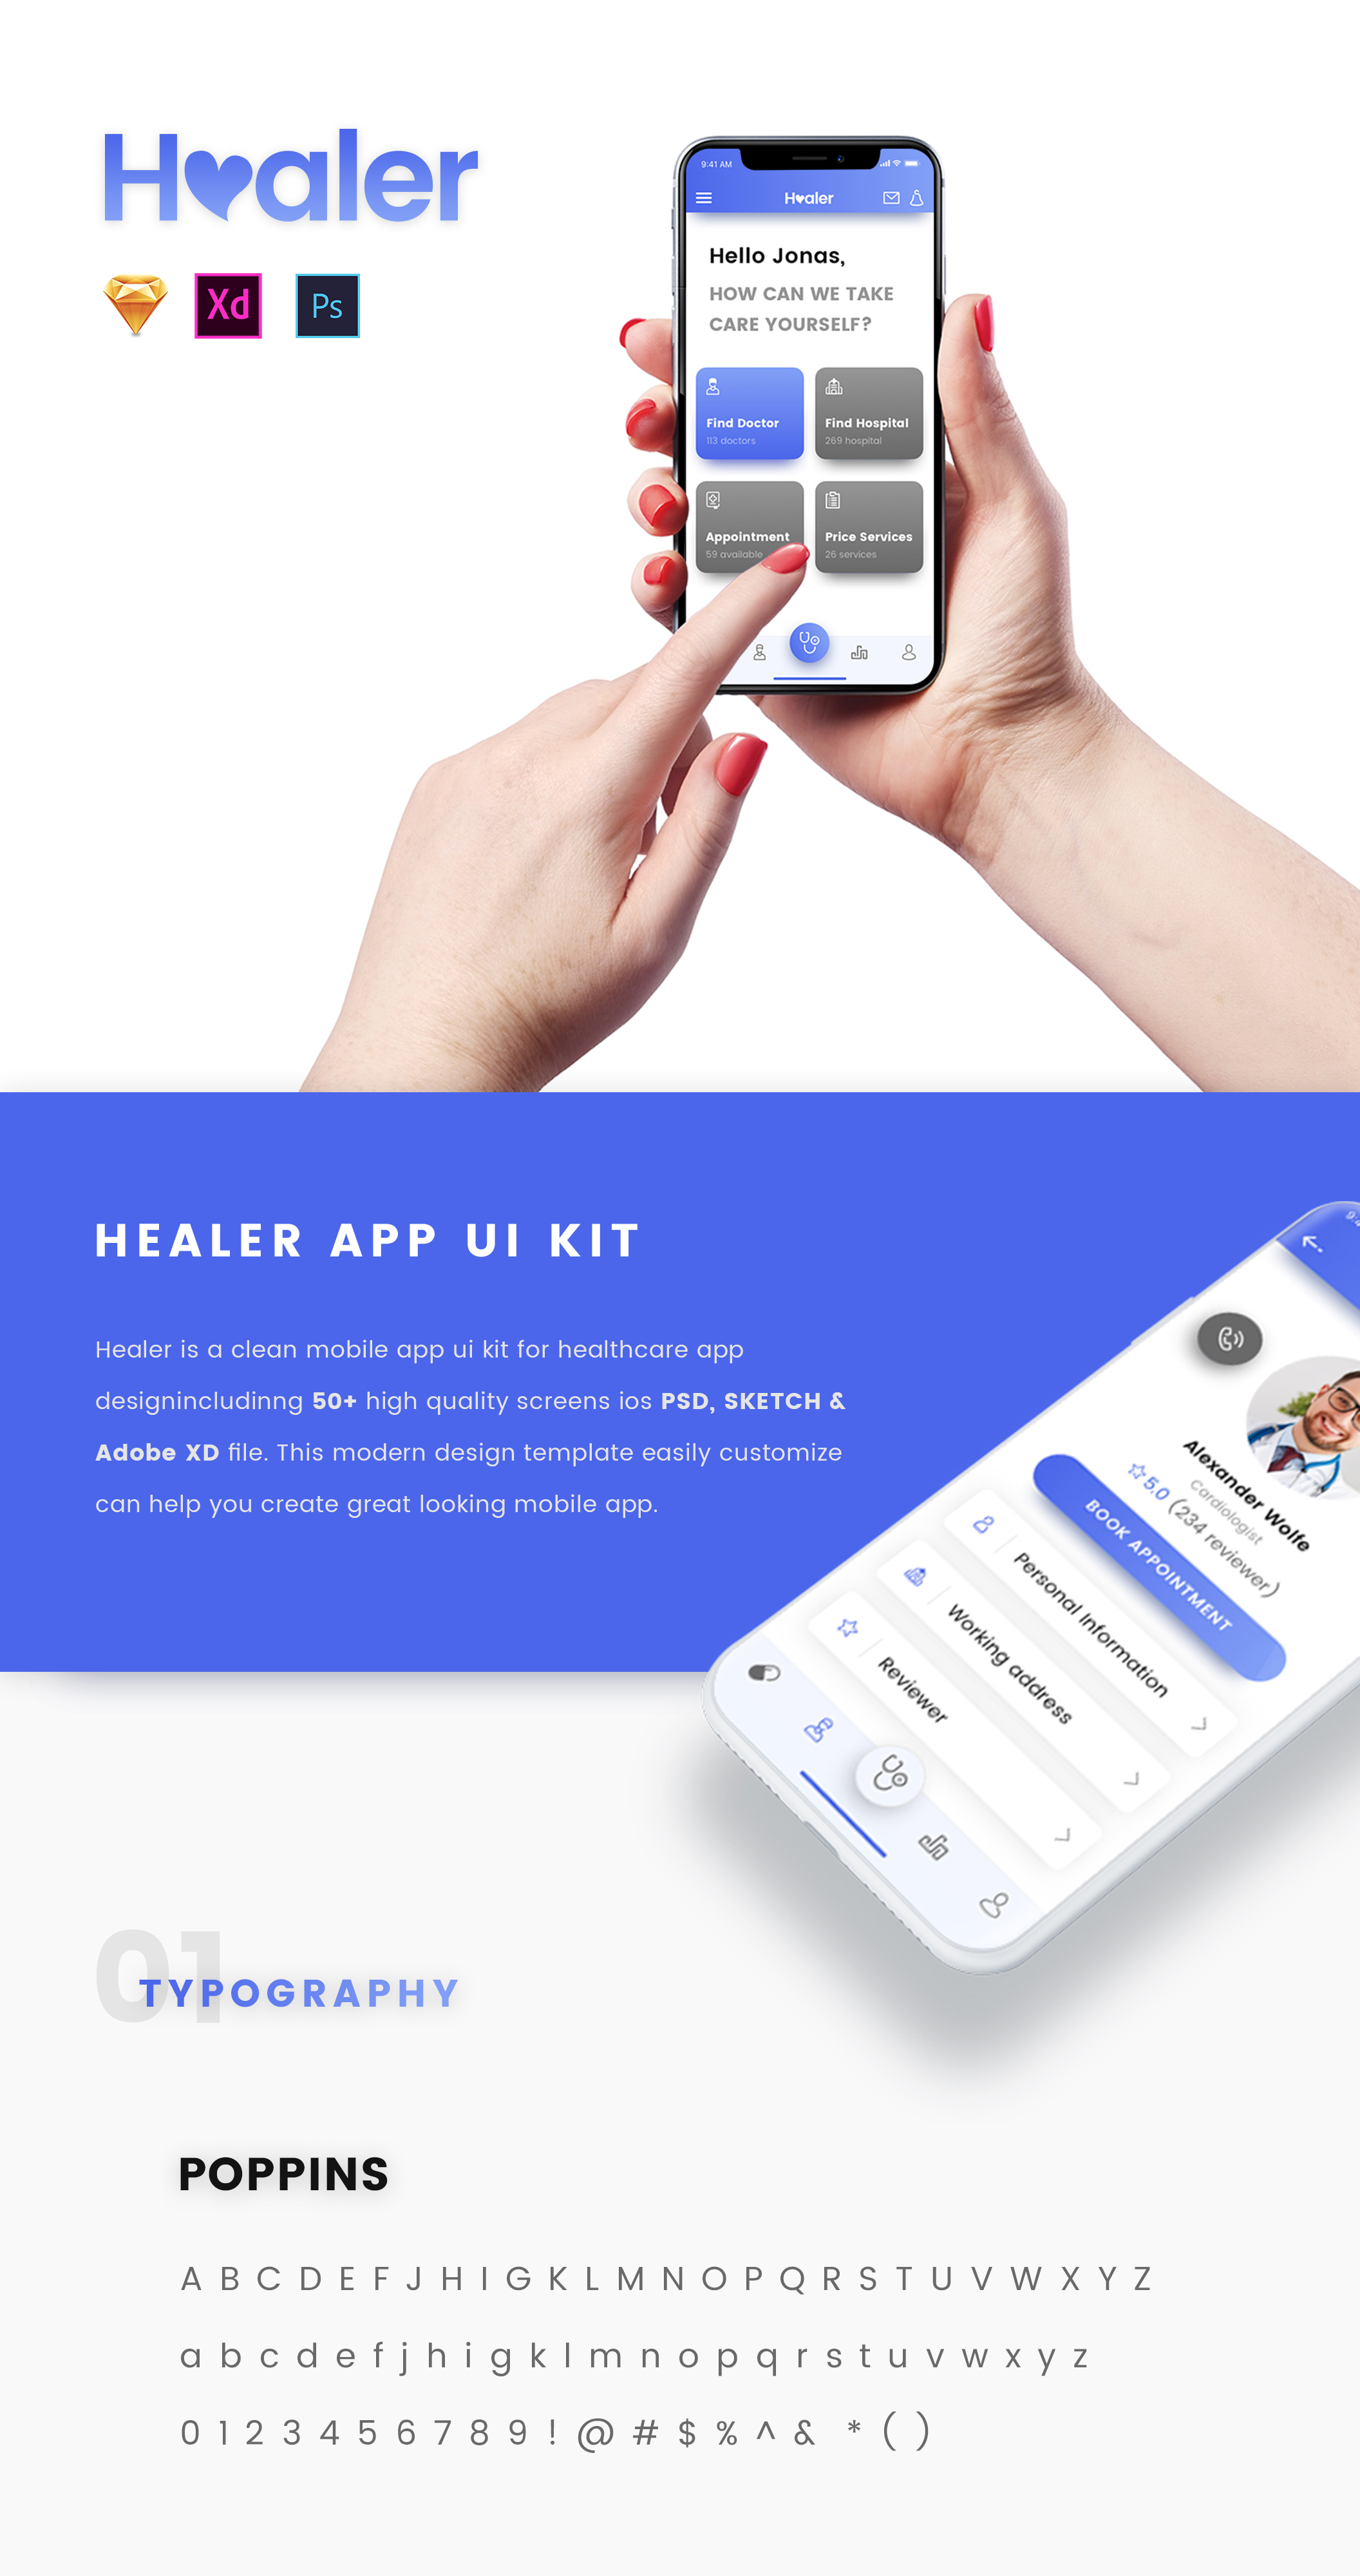 Healer
Xd
Ps
9:41 AM
Healer
Hello Jonas,
HOW CAN WE TAKE
CARE YOURSELF?
Find Doctor
113 doctors
Find Hospital
269 hospital
Appointment
59 available
Price Services
26 services
HEALER APP UI KIT
Healer is a clean mobile app ui kit for healthcare app
designincludinng 50+ high quality screens ios PSD, SKETCH &
Adobe XD file. This modern design template easily customize
can help you create great looking mobile app.
Alexander Wolfe
Cardiologist
5.0 (234 reviewer)
BOOK APPOINTMENT
Personal Information
Working address
Reviewer
01
TYPOGRAPHY
POPPINS
A B C D E F J H I G K L M N O P Q R S T U V W X Y Z
a b c d e f j h i g k l m n o p q r s t u v w x y z
0 1 2 3 4 5 6 7 8 9 ! @ # $ % ^ & * ( )